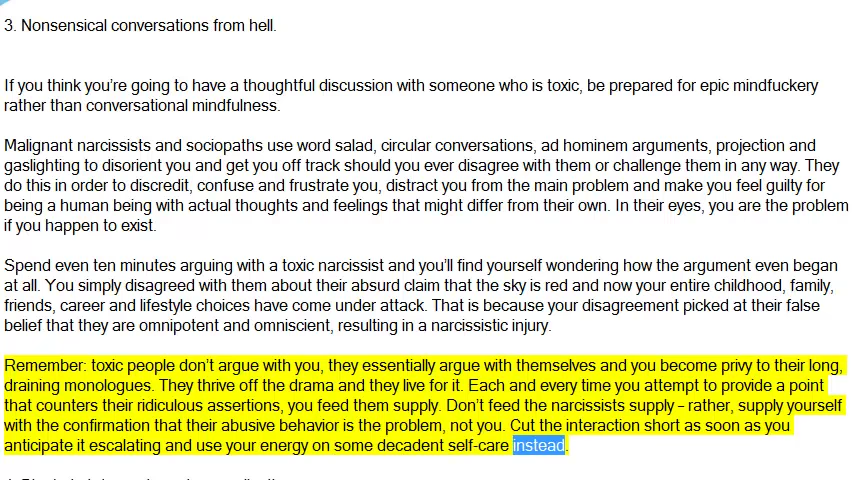 3. Nonsensical conversations from hell.
If you think you're going to have a thoughtful discussion with someone who is toxic, be prepared for epic mindfuckery
rather than conversational mindfulness.
Malignant narcissists and sociopaths use word salad, circular conversations, ad hominem arguments, projection and
gaslighting to disorient you and get you off track should you ever disagree with them or challenge them in any way. They
do this in order to discredit, confuse and frustrate you, distract you from the main problem and make you feel guilty for
being a human being with actual thoughts and feelings that might differ from their own. In their eyes, you are the problem
if you happen to exist.
Spend even ten minutes arguing with a toxic narcissist and you'll find yourself wondering how the argument even began
at all. You simply disagreed with them about their absurd claim that the sky is red and now your entire childhood, family,
friends, career and lifestyle choices have come under attack. That is because your disagreement picked at their false
belief that they are omnipotent and omniscient, resulting in a narcissistic injury.
Remember: toxic people don't argue with you, they essentially argue with themselves and you become privy to their long,
draining monologues. They thrive off the drama and they live for it. Each and every time you attempt to provide a point
that counters their ridiculous assertions, you feed them supply. Don't feed the narcissists supply – rather, supply yourself
with the confirmation that their abusive behavior is the problem, not you. Cut the interaction short as soon as you
anticipate it escalating and use your energy on some decadent self-care instead.